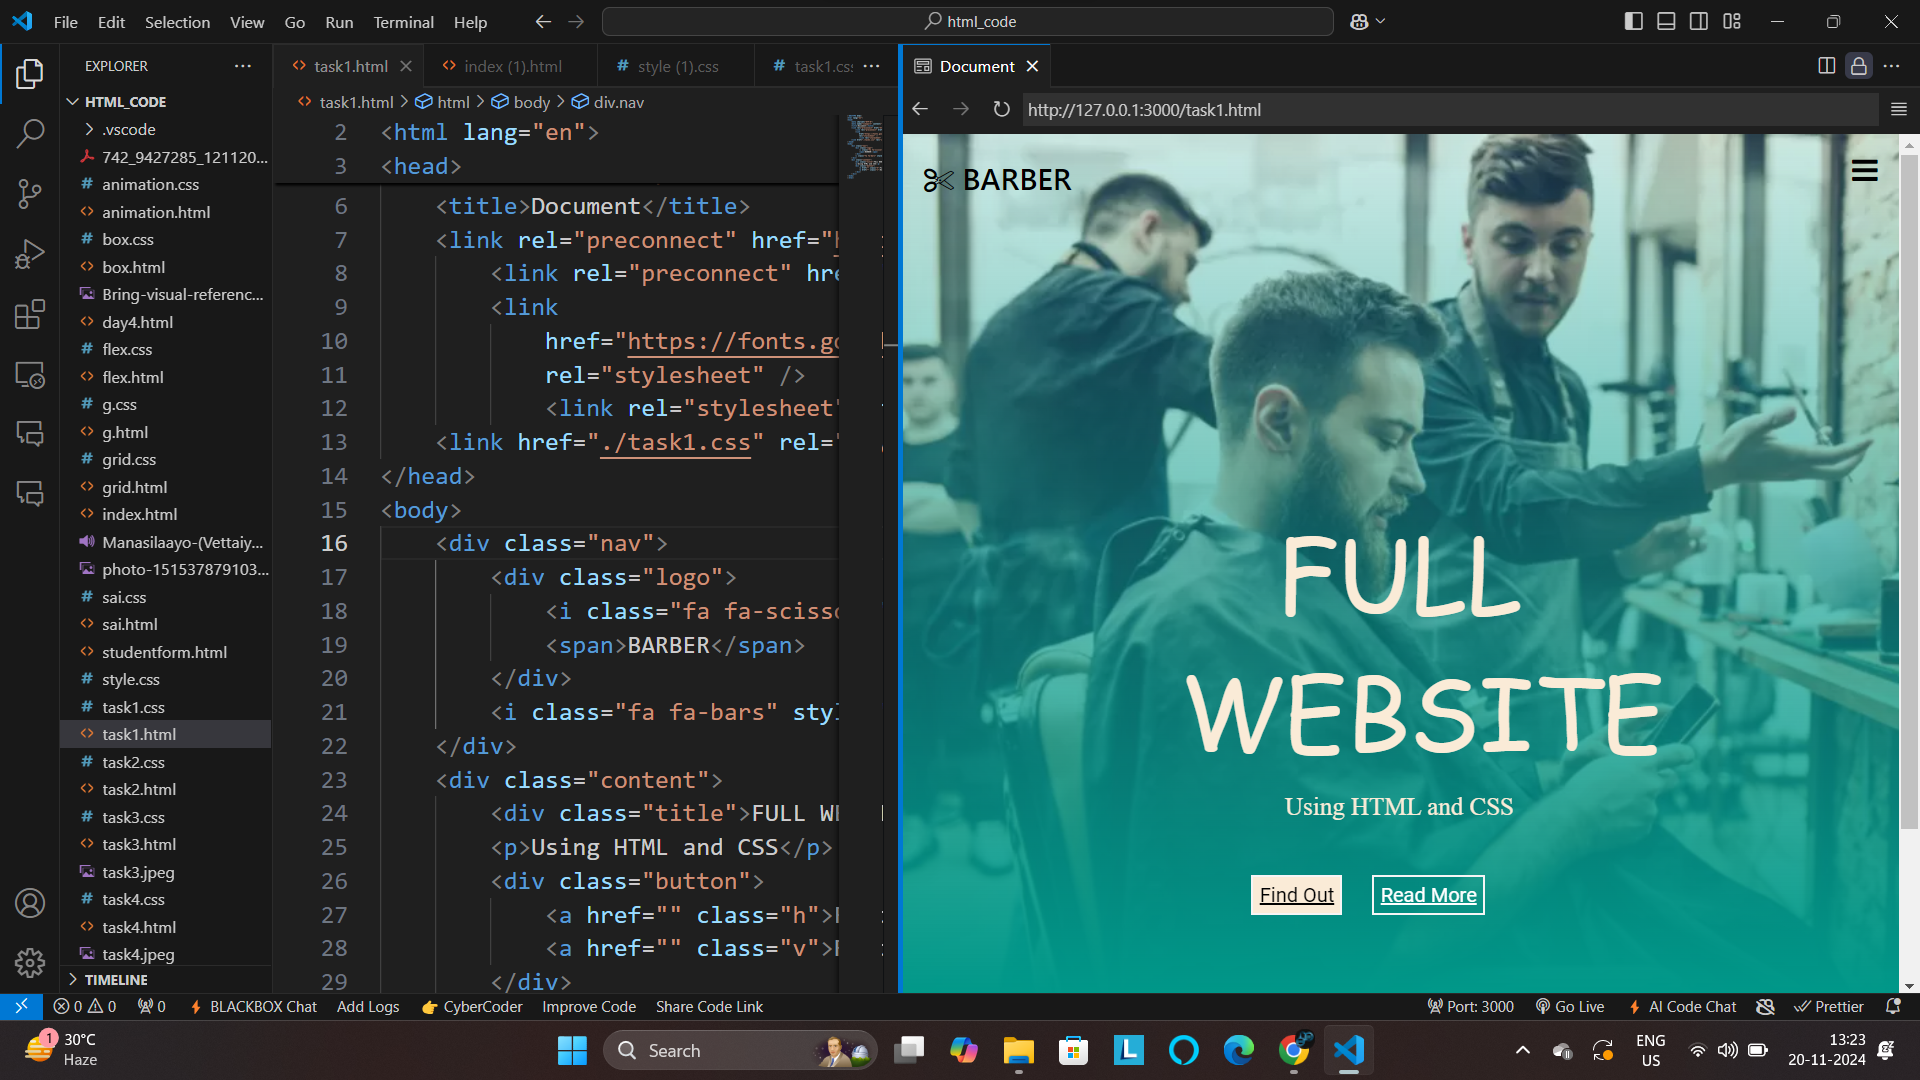 File Edit Selection View Go Run Terminal Help
html_code
EXPLORER
HTML_CODE
.vscode
742_9427285_121120...
animation.css
animation.html
box.css
box.html
Bring-visual-referenc...
day4.html
flex.css
flex.html
g.css
g.html
grid.css
grid.html
index.html
Manasilaayo-(Vettaiy...
photo-151537879103...
sai.css
sai.html
studentform.html
style.css
task1.css
task1.html
task2.css
task2.html
task3.css
task3.html
task3.jpeg
task4.css
task4.html
task4.jpeg
TIMELINE
task1.html index (1).html style (1).css task1.cs
task1.html > html > body > div.nav
2 <html lang="en">
3 <head>
6 <title>Document</title>
7 <link rel="preconnect" href="
8 <link rel="preconnect" hre
9 <link
10 href="https://fonts.go
11 rel="stylesheet" />
12 <link rel="stylesheet"
13 <link href="./task1.css" rel="
14 </head>
15 <body>
16 <div class="nav">
17 <div class="logo">
18 <i class="fa fa-scisso
19 <span>BARBER</span>
20 </div>
21 <i class="fa fa-bars" styl
22 </div>
23 <div class="content">
24 <div class="title">FULL WE
25 <p>Using HTML and CSS</p>
26 <div class="button">
27 <a href="" class="h">F
28 <a href="" class="v">R
29 </div>
Document
http://127.0.0.1:3000/task1.html
BARBER
FULL
WEBSITE
Using HTML and CSS
Find Out Read More
0 0 0 BLACKBOX Chat Add Logs CyberCoder Improve Code Share Code Link Port: 3000 Go Live AI Code Chat Prettier
1
30°C
Haze
Search
L
ENG
US
13:23
20-11-2024